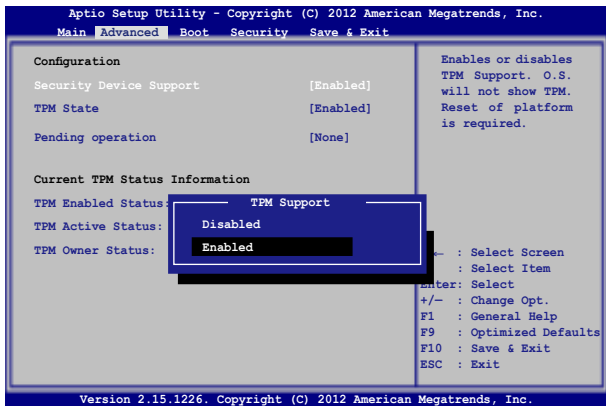 Aptio Setup Utility - Copyright (C) 2012 American Megatrends, Inc.
Main Advanced Boot Security Save & Exit
Configuration
Security Device Support [Enabled]
TPM State [Enabled]
Pending operation [None]
Current TPM Status Information
TPM Enabled Status:
TPM Active Status:
TPM Owner Status:
TPM Support
Disabled
Enabled
Enables or disables
TPM Support. O.S.
will not show TPM.
Reset of platform
is required.
← : Select Screen
: Select Item
Enter: Select
+/− : Change Opt.
F1 : General Help
F9 : Optimized Defaults
F10 : Save & Exit
ESC : Exit
Version 2.15.1226. Copyright (C) 2012 American Megatrends, Inc.